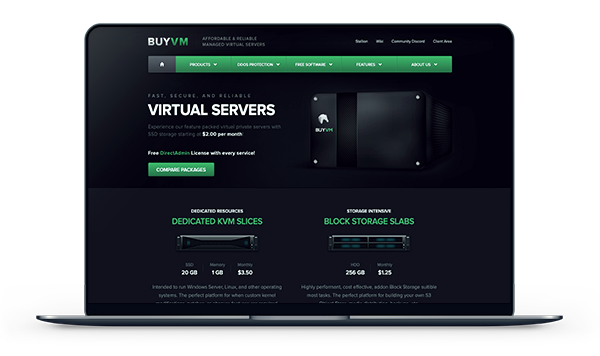 BUYVM
AFFORDABLE & RELIABLE
MANAGED VIRTUAL SERVERS
Stallion Wiki Community Discord Client Area
PRODUCTS DDOS PROTECTION FREE SOFTWARE FEATURES ABOUT US
FAST, SECURE, AND RELIABLE
VIRTUAL SERVERS
Experience our feature packed virtual private servers with
SSD storage starting at $2.00 per month!
Free DirectAdmin License with every service!
COMPARE PACKAGES
BUYVM
DEDICATED RESOURCES
DEDICATED KVM SLICES
SSD Memory Monthly
20 GB 1 GB $3.50
Intended to run Windows Server, Linux, and other operating
systems. The perfect platform for when custom kernel
STORAGE INTENSIVE
BLOCK STORAGE SLABS
HDD Monthly
256 GB $1.25
Highly performant, cost effective, addon Block Storage suitible
most tasks. The perfect platform for building your own S3